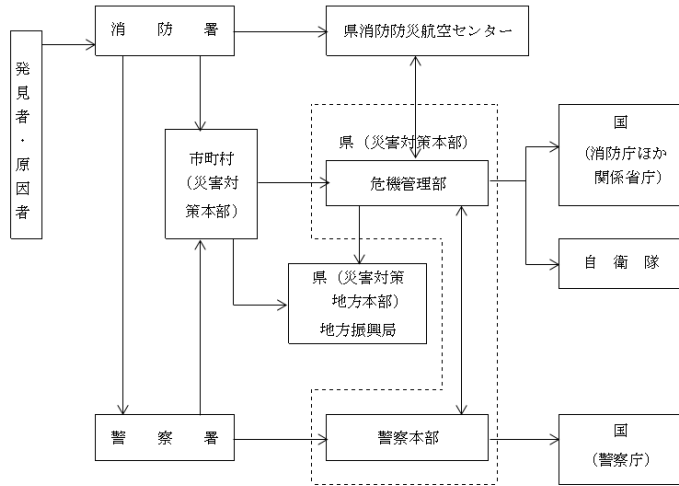 消　防　署
県消防防災航空センター
発見者・原因者
市町村
（災害対
策本部）
県（災害対策本部）
危機管理部
国
（消防庁ほか
関係省庁）
自　衛　隊
県（災害対策
地方本部）
地方振興局
警　察　署
警察本部
国
（警察庁）